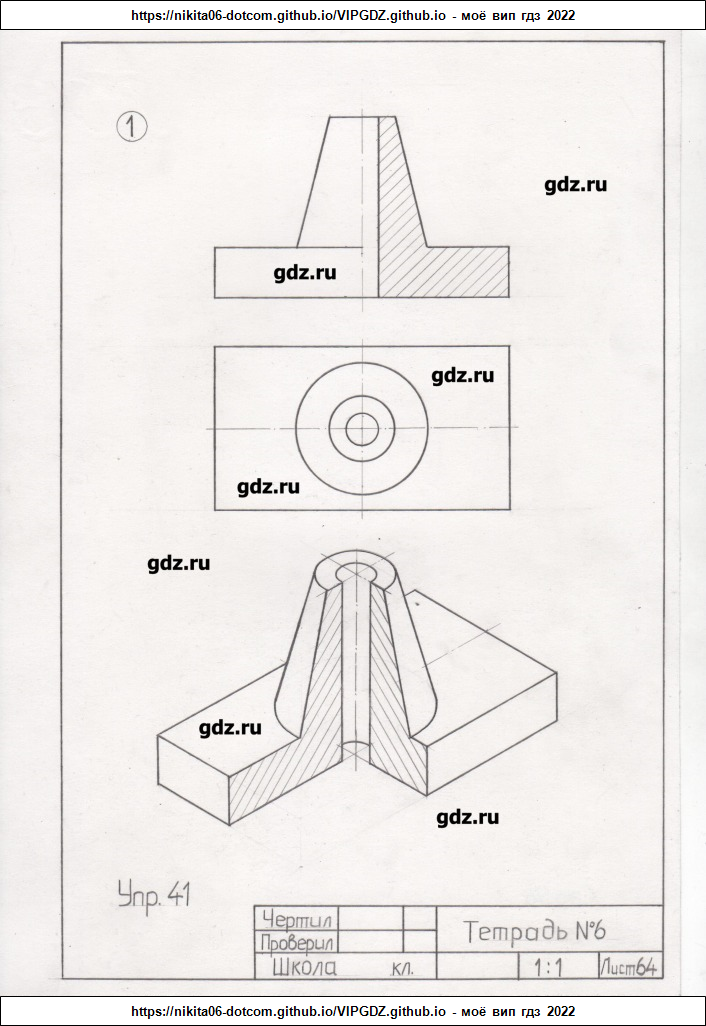 https://nikita06-dotcom.github.io/VIPGDZ.github.io - моё вип гдз 2022
1
gdz.ru
gdz.ru
gdz.ru
gdz.ru
gdz.ru
gdz.ru
gdz.ru
Упр. 41
Чертил
Проверил
Тетрадь №6
Школа кл.
1:1
Лист64
https://nikita06-dotcom.github.io/VIPGDZ.github.io - моё вип гдз 2022